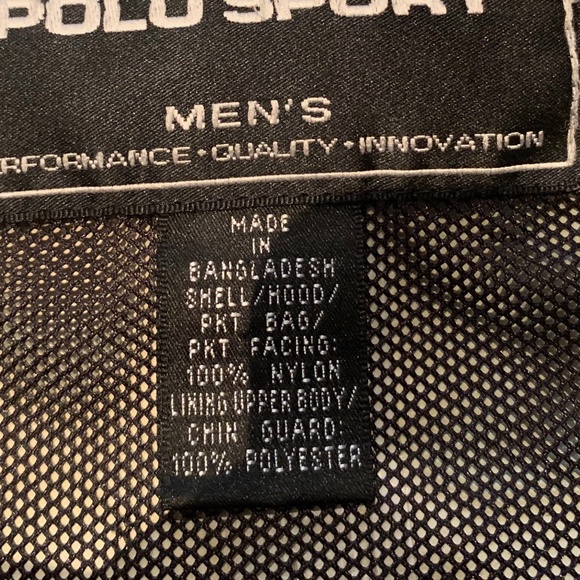 POLO SPORT
MEN'S
RFORMANCE • QUALITY • INNOVATION
MADE
IN
BANGLADESH
SHELL/HOOD/
PKT BAG/
PKT FACING:
100% NYLON
LINING UPPER BODY/
CHIN GUARD:
100% POLYESTER